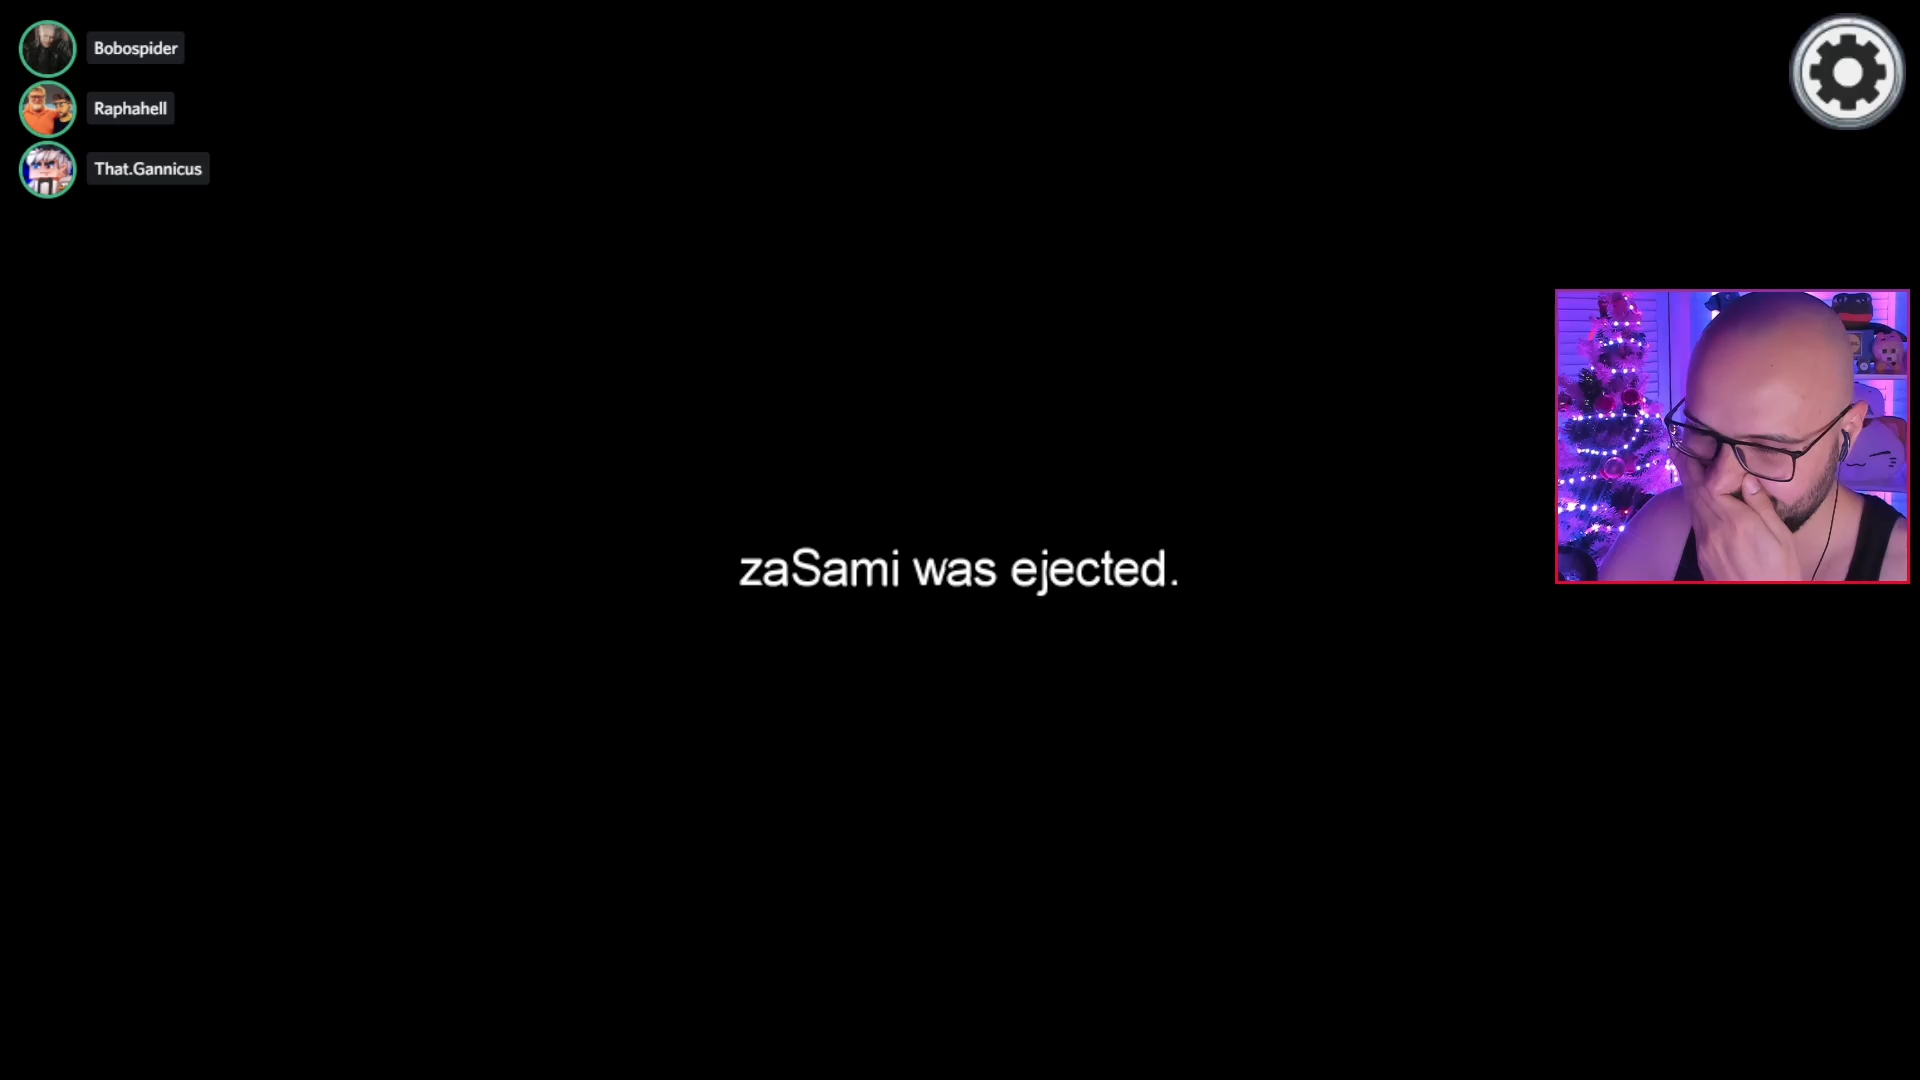 Bobospider
Raphahell
That.Gannicus
zaSami was ejected.